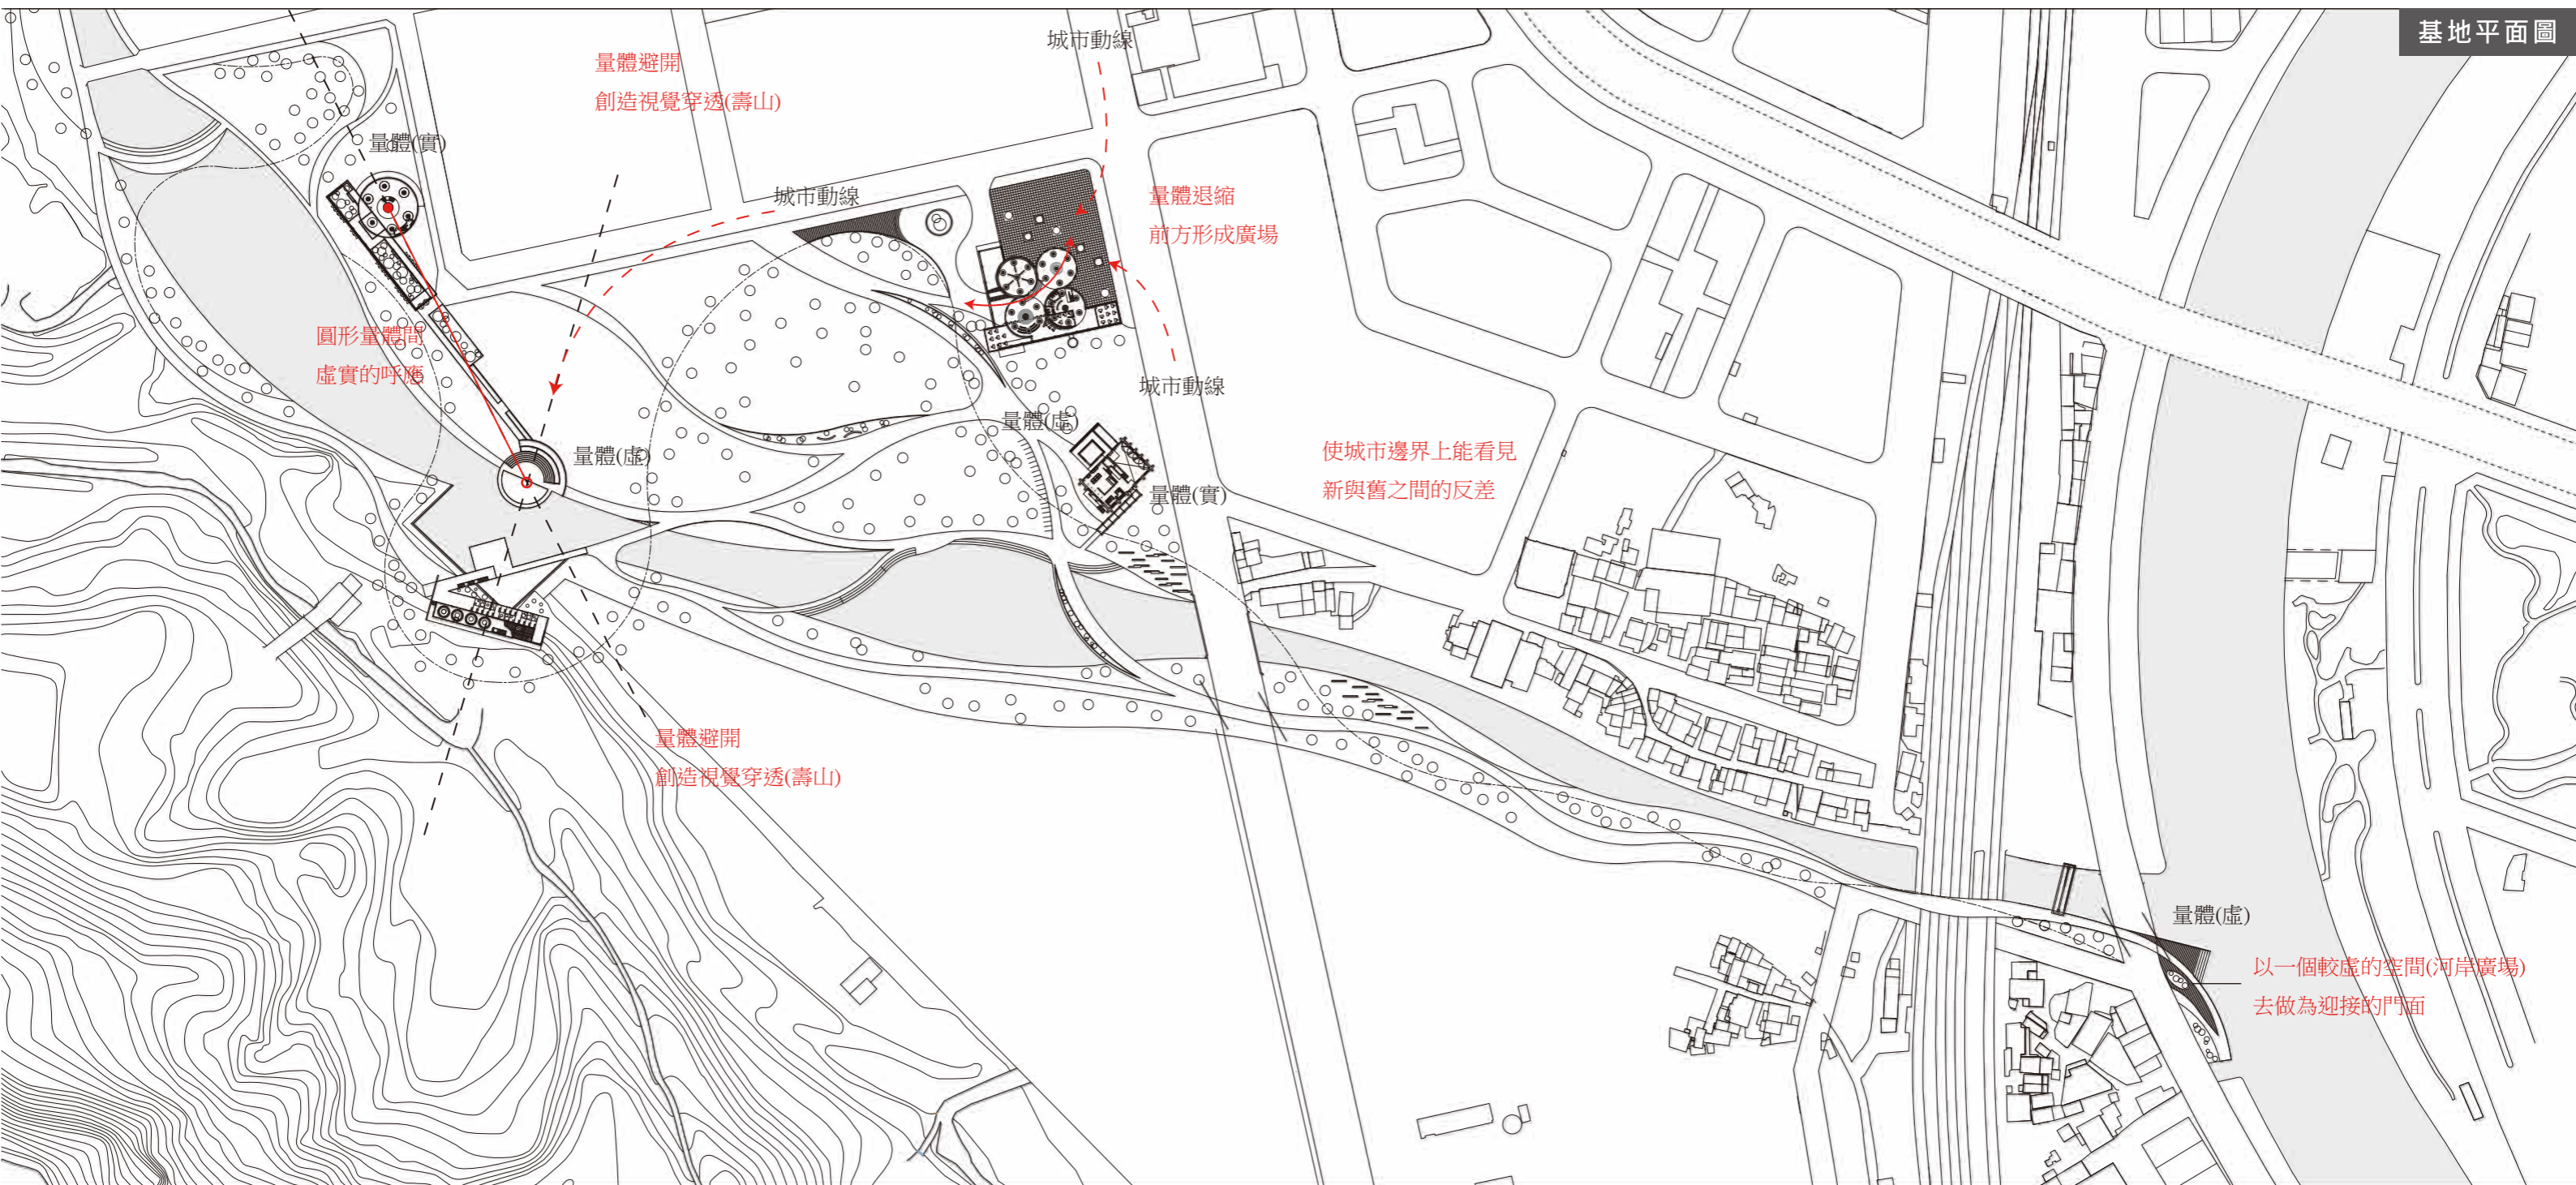 基地平面圖
城市動線
量體避開
創造視覺穿透(壽山)
量體(實)
城市動線
量體退縮
前方形成廣場
圓形量體間
虛實的呼應
城市動線
量體(虛)
量體(虛)
量體(實)
使城市邊界上能看見
新與舊之間的反差
量體避開
創造視覺穿透(壽山)
量體(虛)
以一個較虛的空間(河岸廣場)
去做為迎接的門面